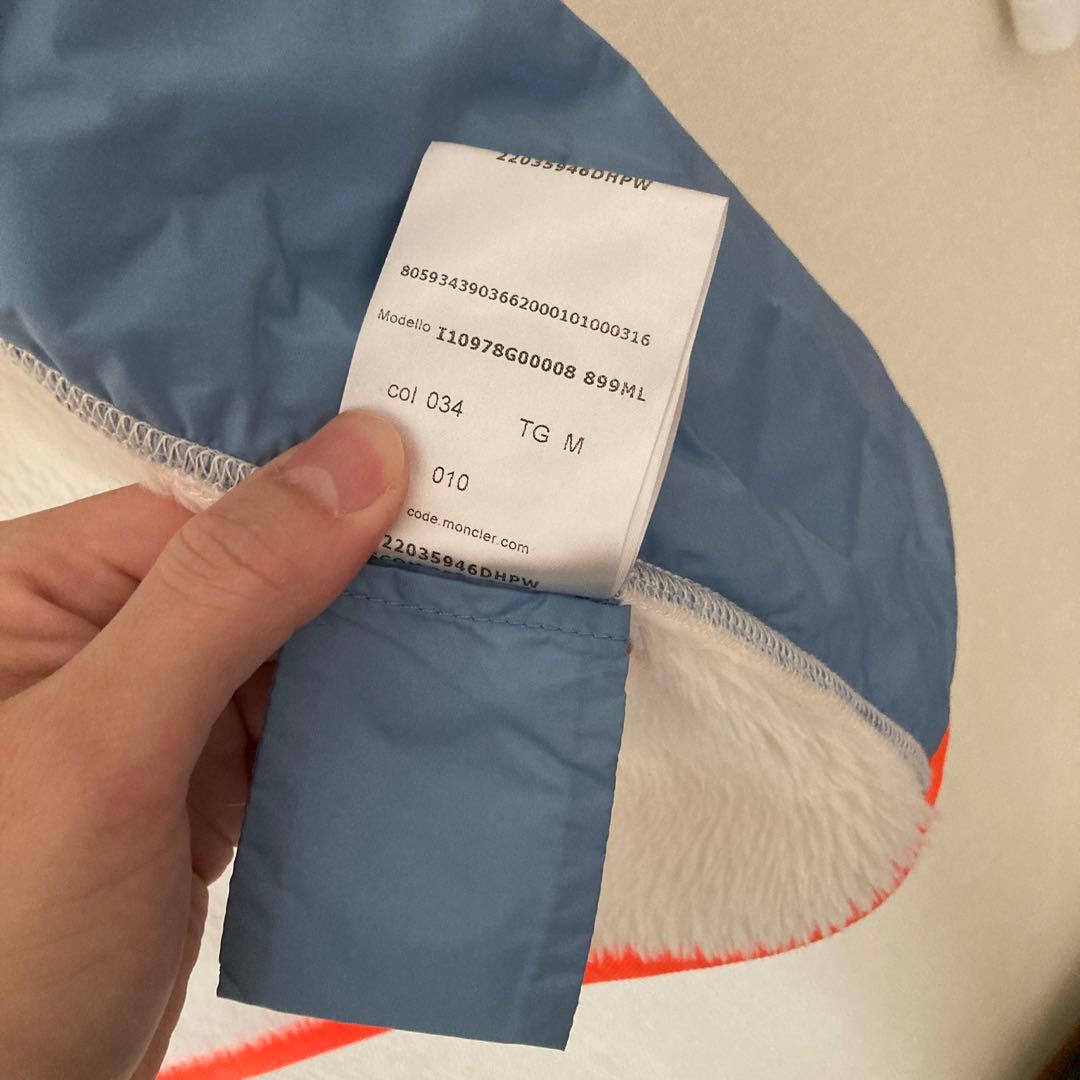 22035946DHPW
8059343903662000101000316
Modello I10978G00008 899ML
col 034 TG M
010
code.moncler.com
22035946DHPW